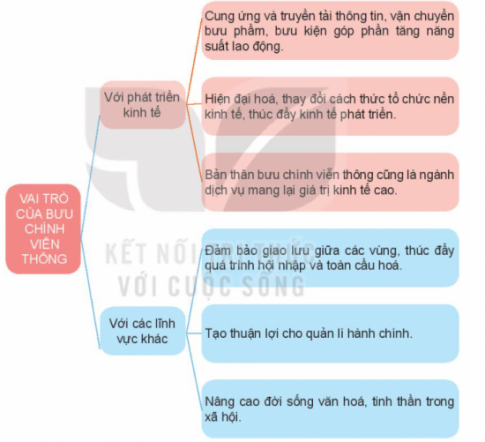 VAI TRÒ
CỦA BƯU
CHÍNH
VIỄN
THÔNG
Với phát triển
kinh tế
Cung ứng và truyền tải thông tin, vận chuyển
bưu phẩm, bưu kiện góp phần tăng năng
suất lao động.
Hiện đại hoá, thay đổi cách thức tổ chức nền
kinh tế, thúc đẩy kinh tế phát triển.
Bản thân bưu chính viễn thông cũng là ngành
dịch vụ mang lại giá trị kinh tế cao.
Với các lĩnh
vực khác
Đảm bảo giao lưu giữa các vùng, thúc đẩy
quá trình hội nhập và toàn cầu hoá.
Tạo thuận lợi cho quản lí hành chính.
Nâng cao đời sống văn hoá, tinh thần trong
xã hội.
KẾT NỐI TRI THỨC
VỚI CUỘC SỐNG